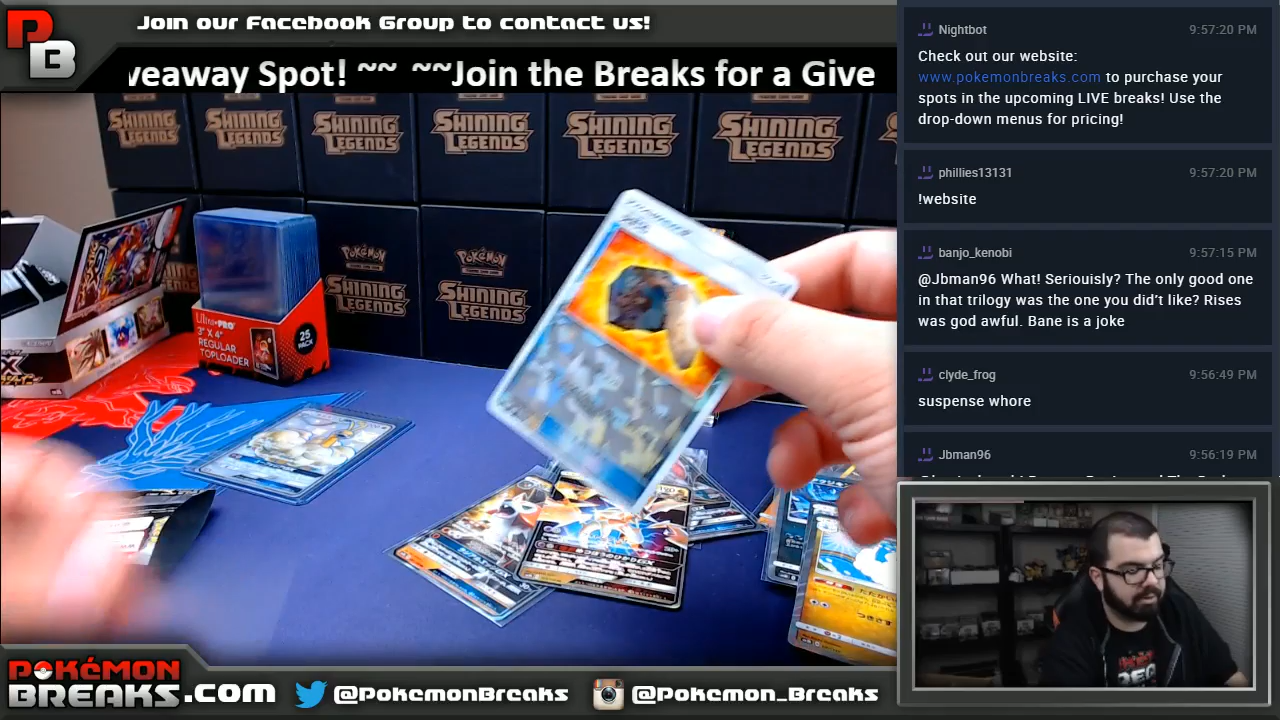 PB
Join our Facebook Group to contact us!
veaway Spot! ~~ ~~Join the Breaks for a Give
SHINING LEGENDS
SHINING LEGENDS
SHINING LEGENDS
SHINING LEGENDS
SHINING LEGENDS
SHINING LEGENDS
Pokémon
SHINING LEGENDS
Pokémon
SHINING LEGENDS
Ultra·PRO
3" X 4"
REGULAR
TOPLOADER
25
PACK
POKéMON
BREAKS.com
@PokemonBreaks
@Pokemon_Breaks
Nightbot
9:57:20 PM
Check out our website:
www.pokemonbreaks.com to purchase your
spots in the upcoming LIVE breaks! Use the
drop-down menus for pricing!
phillies13131
9:57:20 PM
!website
banjo_kenobi
9:57:15 PM
@Jbman96 What! Seriouisly? The only good one
in that trilogy was the one you did't like? Rises
was god awful. Bane is a joke
clyde_frog
9:56:49 PM
suspense whore
Jbman96
9:56:19 PM